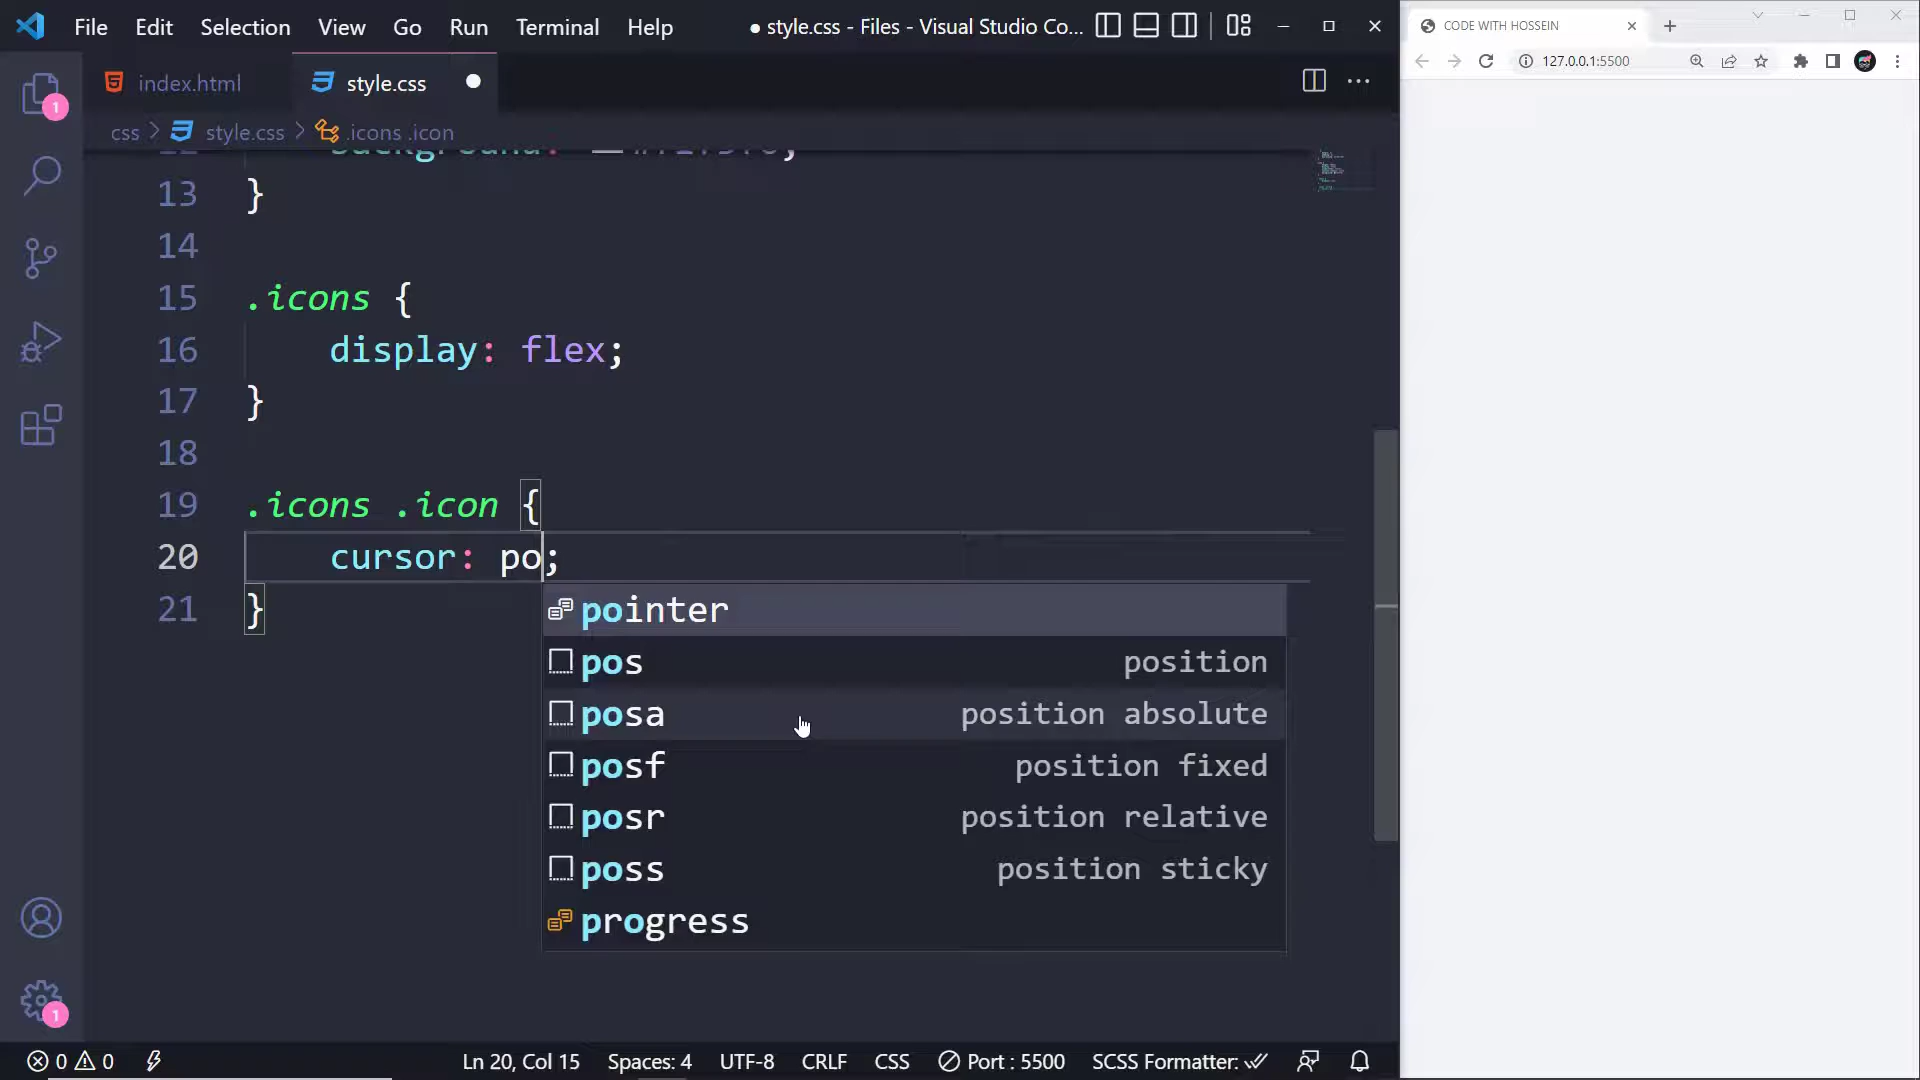 File Edit Selection View Go Run Terminal Help ● style.css - Files - Visual Studio Co...
CODE WITH HOSSEIN
127.0.0.1:5500
index.html style.css
css > style.css > .icons .icon
13 }
14
15 .icons {
16 display: flex;
17 }
18
19 .icons .icon {
20 cursor: po;
21 }
pointer
pos position
posa position absolute
posf position fixed
posr position relative
poss position sticky
progress
1
1
0 0 Ln 20, Col 15 Spaces: 4 UTF-8 CRLF CSS Port : 5500 SCSS Formatter: